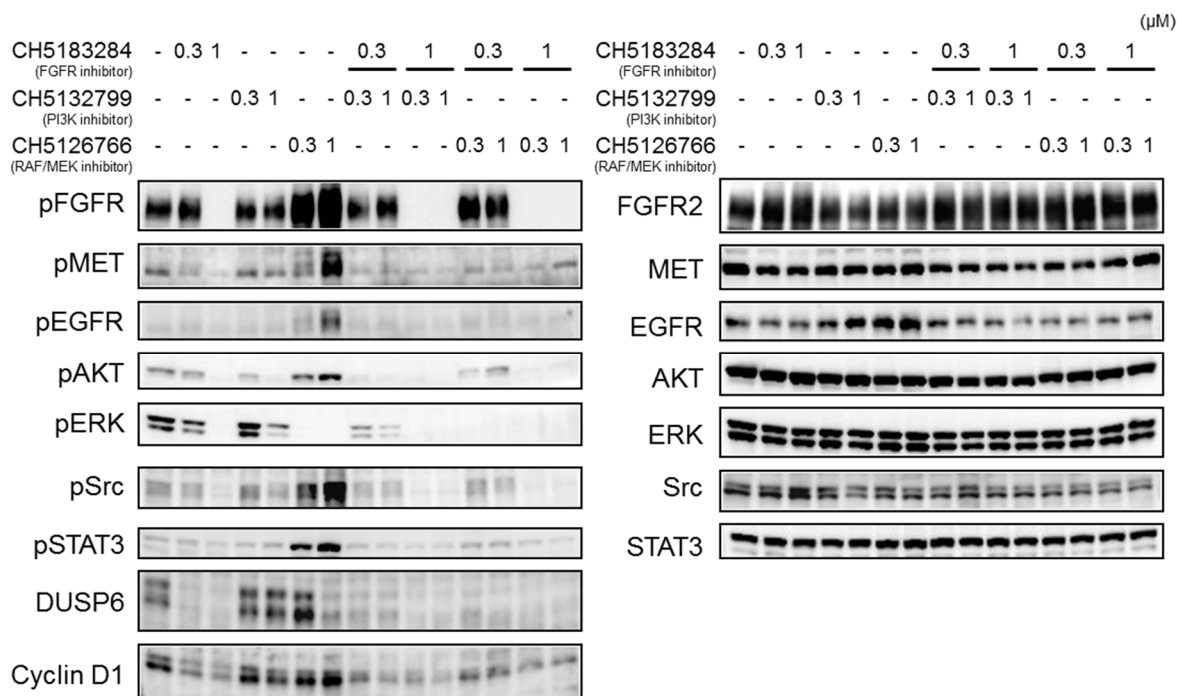 (μM)
CH5183284 - 0.3 1 - - - - 0.3 1 0.3 1
(FGFR inhibitor)
CH5132799 - - - 0.3 1 - - 0.3 1 0.3 1 - - - -
(PI3K inhibitor)
CH5126766 - - - - - 0.3 1 - - - - 0.3 1 0.3 1
(RAF/MEK inhibitor)
pFGFR
pMET
pEGFR
pAKT
pERK
pSrc
pSTAT3
DUSP6
Cyclin D1
CH5183284 - 0.3 1 - - - - 0.3 1 0.3 1
(FGFR inhibitor)
CH5132799 - - - 0.3 1 - - 0.3 1 0.3 1 - - - -
(PI3K inhibitor)
CH5126766 - - - - - 0.3 1 - - - - 0.3 1 0.3 1
(RAF/MEK inhibitor)
FGFR2
MET
EGFR
AKT
ERK
Src
STAT3